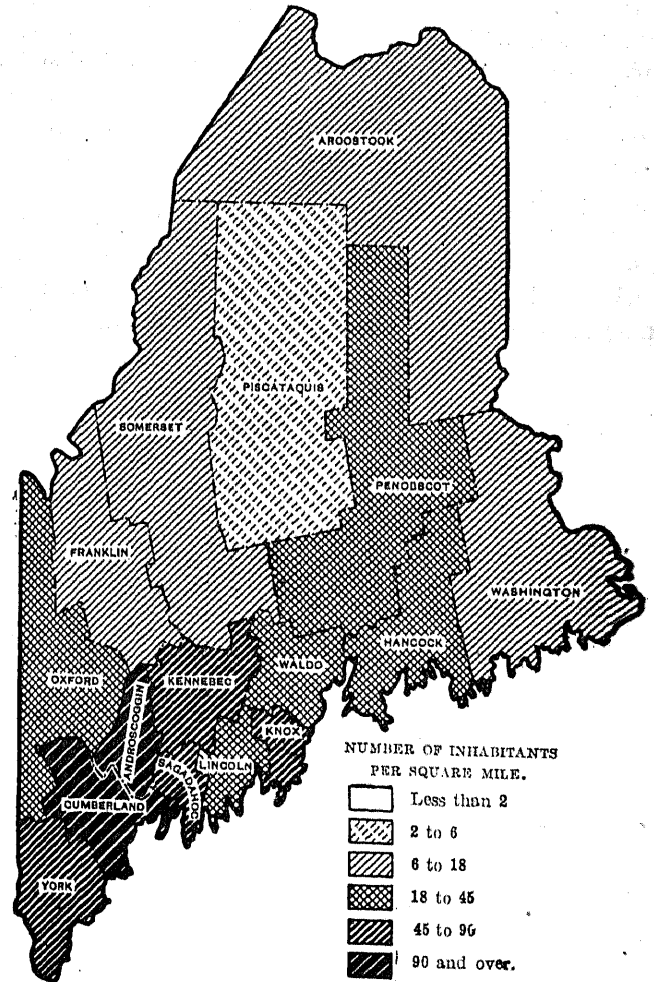 AROOSTOOK
PISCATAQUIS
SOMERSET
PENOBSCOT
FRANKLIN
WASHINGTON
HANCOCK
WALDO
OXFORD
KENNEBEC
ANDROSCOGGIN
KNOX
SAGADAHOC
LINCOLN
CUMBERLAND
YORK
NUMBER OF INHABITANTS
PER SQUARE MILE.
Less than 2
2 to 6
6 to 18
18 to 45
45 to 90
90 and over.